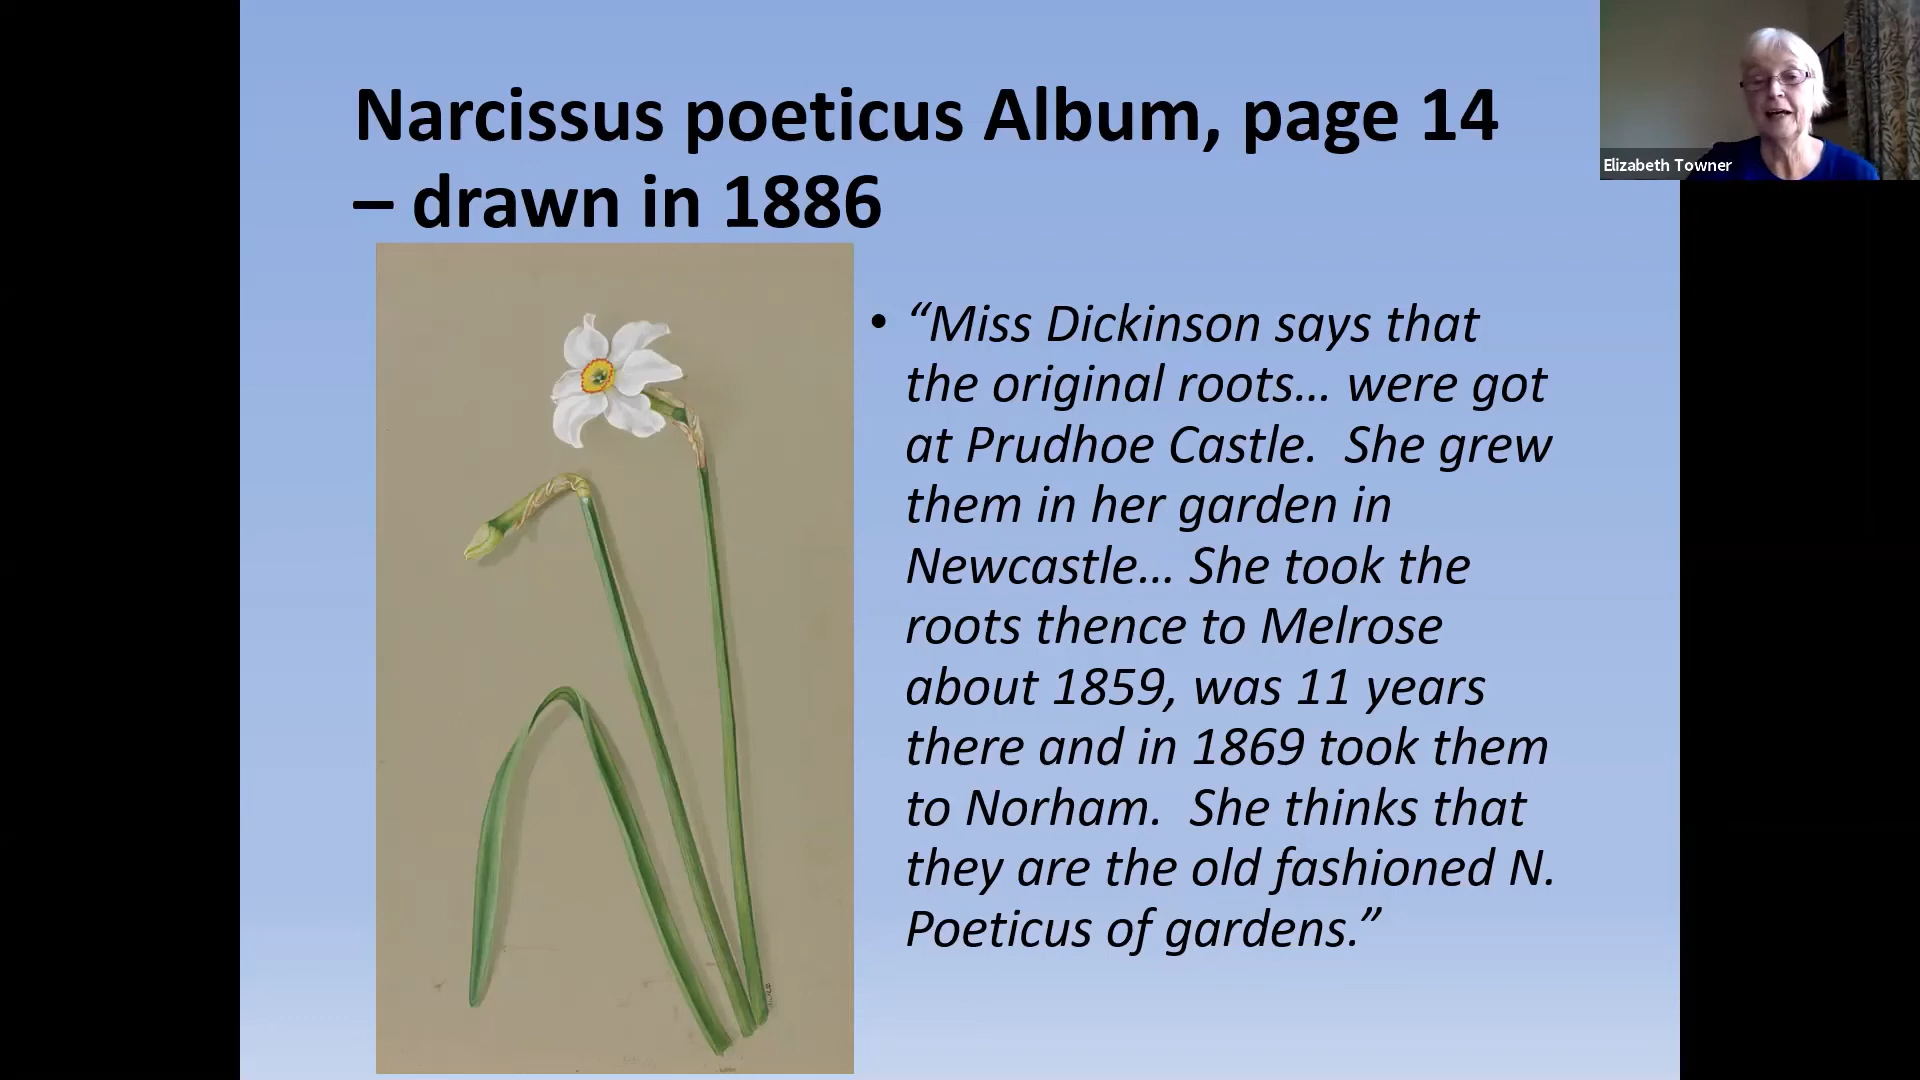 Narcissus poeticus Album, page 14
– drawn in 1886
Elizabeth Towner
• “Miss Dickinson says that
the original roots… were got
at Prudhoe Castle.  She grew
them in her garden in
Newcastle… She took the
roots thence to Melrose
about 1859, was 11 years
there and in 1869 took them
to Norham.  She thinks that
they are the old fashioned N.
Poeticus of gardens.”